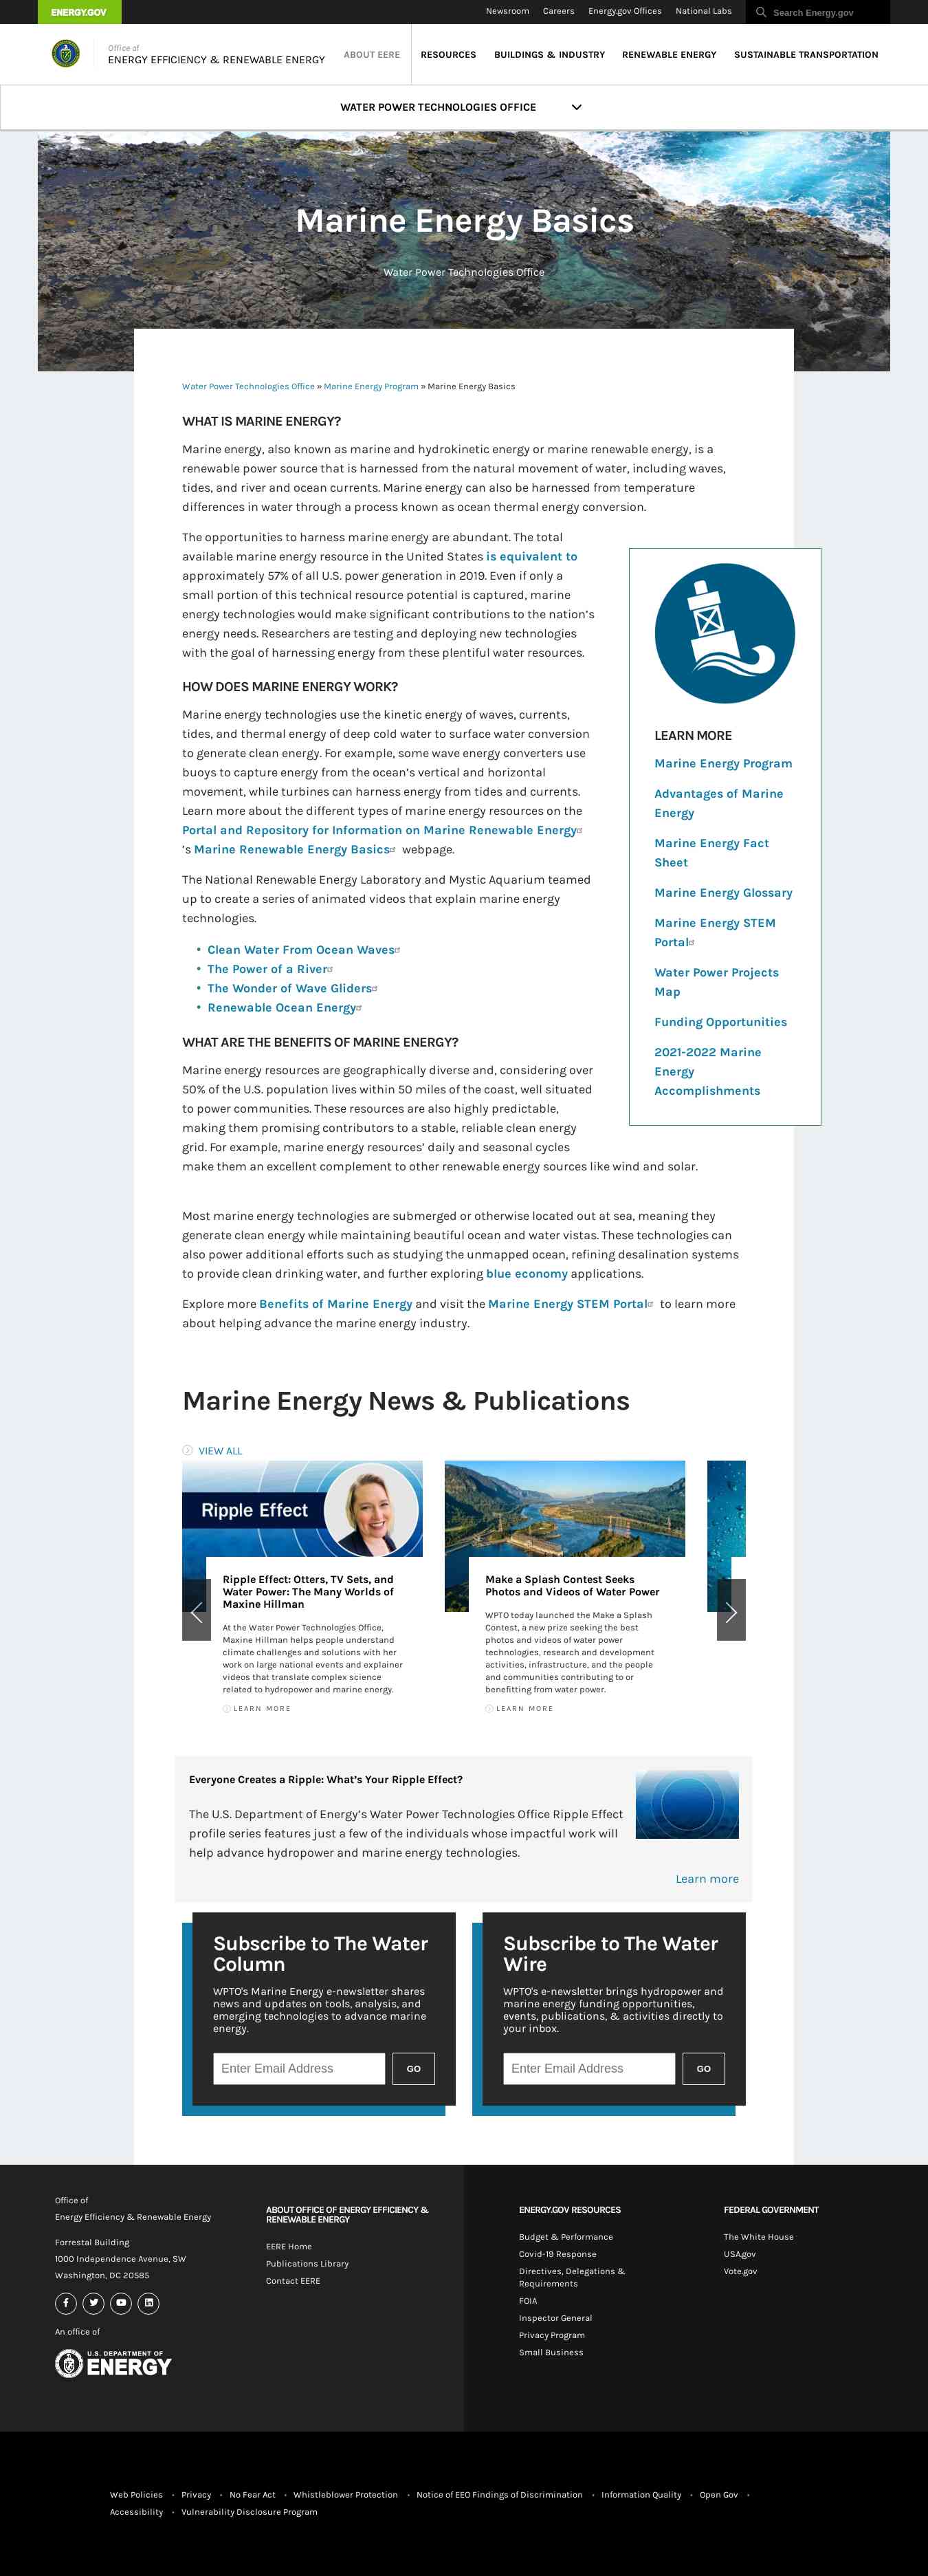 ENERGY.GOV
Newsroom Careers Energy.gov Offices National Labs Search Energy.gov
Office of
ENERGY EFFICIENCY & RENEWABLE ENERGY
ABOUT EERE RESOURCES BUILDINGS & INDUSTRY RENEWABLE ENERGY SUSTAINABLE TRANSPORTATION
WATER POWER TECHNOLOGIES OFFICE
Marine Energy Basics
Water Power Technologies Office
Water Power Technologies Office » Marine Energy Program » Marine Energy Basics
WHAT IS MARINE ENERGY?
Marine energy, also known as marine and hydrokinetic energy or marine renewable energy, is a
renewable power source that is harnessed from the natural movement of water, including waves,
tides, and river and ocean currents. Marine energy can also be harnessed from temperature
differences in water through a process known as ocean thermal energy conversion.
The opportunities to harness marine energy are abundant. The total
available marine energy resource in the United States is equivalent to
approximately 57% of all U.S. power generation in 2019. Even if only a
small portion of this technical resource potential is captured, marine
energy technologies would make significant contributions to the nation's
energy needs. Researchers are testing and deploying new technologies
with the goal of harnessing energy from these plentiful water resources.
HOW DOES MARINE ENERGY WORK?
Marine energy technologies use the kinetic energy of waves, currents,
tides, and thermal energy of deep cold water to surface water conversion
to generate clean energy. For example, some wave energy converters use
buoys to capture energy from the ocean's vertical and horizontal
movement, while turbines can harness energy from tides and currents.
Learn more about the different types of marine energy resources on the
Portal and Repository for Information on Marine Renewable Energy
's Marine Renewable Energy Basics webpage.
The National Renewable Energy Laboratory and Mystic Aquarium teamed
up to create a series of animated videos that explain marine energy
technologies.
• Clean Water From Ocean Waves
• The Power of a River
• The Wonder of Wave Gliders
• Renewable Ocean Energy
LEARN MORE
Marine Energy Program
Advantages of Marine
Energy
Marine Energy Fact
Sheet
Marine Energy Glossary
Marine Energy STEM
Portal
Water Power Projects
Map
Funding Opportunities
2021-2022 Marine
Energy
Accomplishments
WHAT ARE THE BENEFITS OF MARINE ENERGY?
Marine energy resources are geographically diverse and, considering over
50% of the U.S. population lives within 50 miles of the coast, well situated
to power communities. These resources are also highly predictable,
making them promising contributors to a stable, reliable clean energy
grid. For example, marine energy resources' daily and seasonal cycles
make them an excellent complement to other renewable energy sources like wind and solar.
Most marine energy technologies are submerged or otherwise located out at sea, meaning they
generate clean energy while maintaining beautiful ocean and water vistas. These technologies can
also power additional efforts such as studying the unmapped ocean, refining desalination systems
to provide clean drinking water, and further exploring blue economy applications.
Explore more Benefits of Marine Energy and visit the Marine Energy STEM Portal to learn more
about helping advance the marine energy industry.
Marine Energy News & Publications
VIEW ALL
Ripple Effect
Ripple Effect: Otters, TV Sets, and
Water Power: The Many Worlds of
Maxine Hillman
At the Water Power Technologies Office,
Maxine Hillman helps people understand
climate challenges and solutions with her
work on large national events and explainer
videos that translate complex science
related to hydropower and marine energy.
LEARN MORE
Make a Splash Contest Seeks
Photos and Videos of Water Power
WPTO today launched the Make a Splash
Contest, a new prize seeking the best
photos and videos of water power
technologies, research and development
activities, infrastructure, and the people
and communities contributing to or
benefitting from water power.
LEARN MORE
Everyone Creates a Ripple: What's Your Ripple Effect?
The U.S. Department of Energy's Water Power Technologies Office Ripple Effect
profile series features just a few of the individuals whose impactful work will
help advance hydropower and marine energy technologies.
Learn more
Subscribe to The Water
Column
WPTO's Marine Energy e-newsletter shares
news and updates on tools, analysis, and
emerging technologies to advance marine
energy.
Enter Email Address GO
Subscribe to The Water
Wire
WPTO's e-newsletter brings hydropower and
marine energy funding opportunities,
events, publications, & activities directly to
your inbox.
Enter Email Address GO
Office of
Energy Efficiency & Renewable Energy
Forrestal Building
1000 Independence Avenue, SW
Washington, DC 20585
An office of
U.S. DEPARTMENT OF
ENERGY
ABOUT OFFICE OF ENERGY EFFICIENCY &
RENEWABLE ENERGY
EERE Home
Publications Library
Contact EERE
ENERGY.GOV RESOURCES
Budget & Performance
Covid-19 Response
Directives, Delegations &
Requirements
FOIA
Inspector General
Privacy Program
Small Business
FEDERAL GOVERNMENT
The White House
USA.gov
Vote.gov
Web Policies • Privacy • No Fear Act • Whistleblower Protection • Notice of EEO Findings of Discrimination • Information Quality • Open Gov •
Accessibility • Vulnerability Disclosure Program